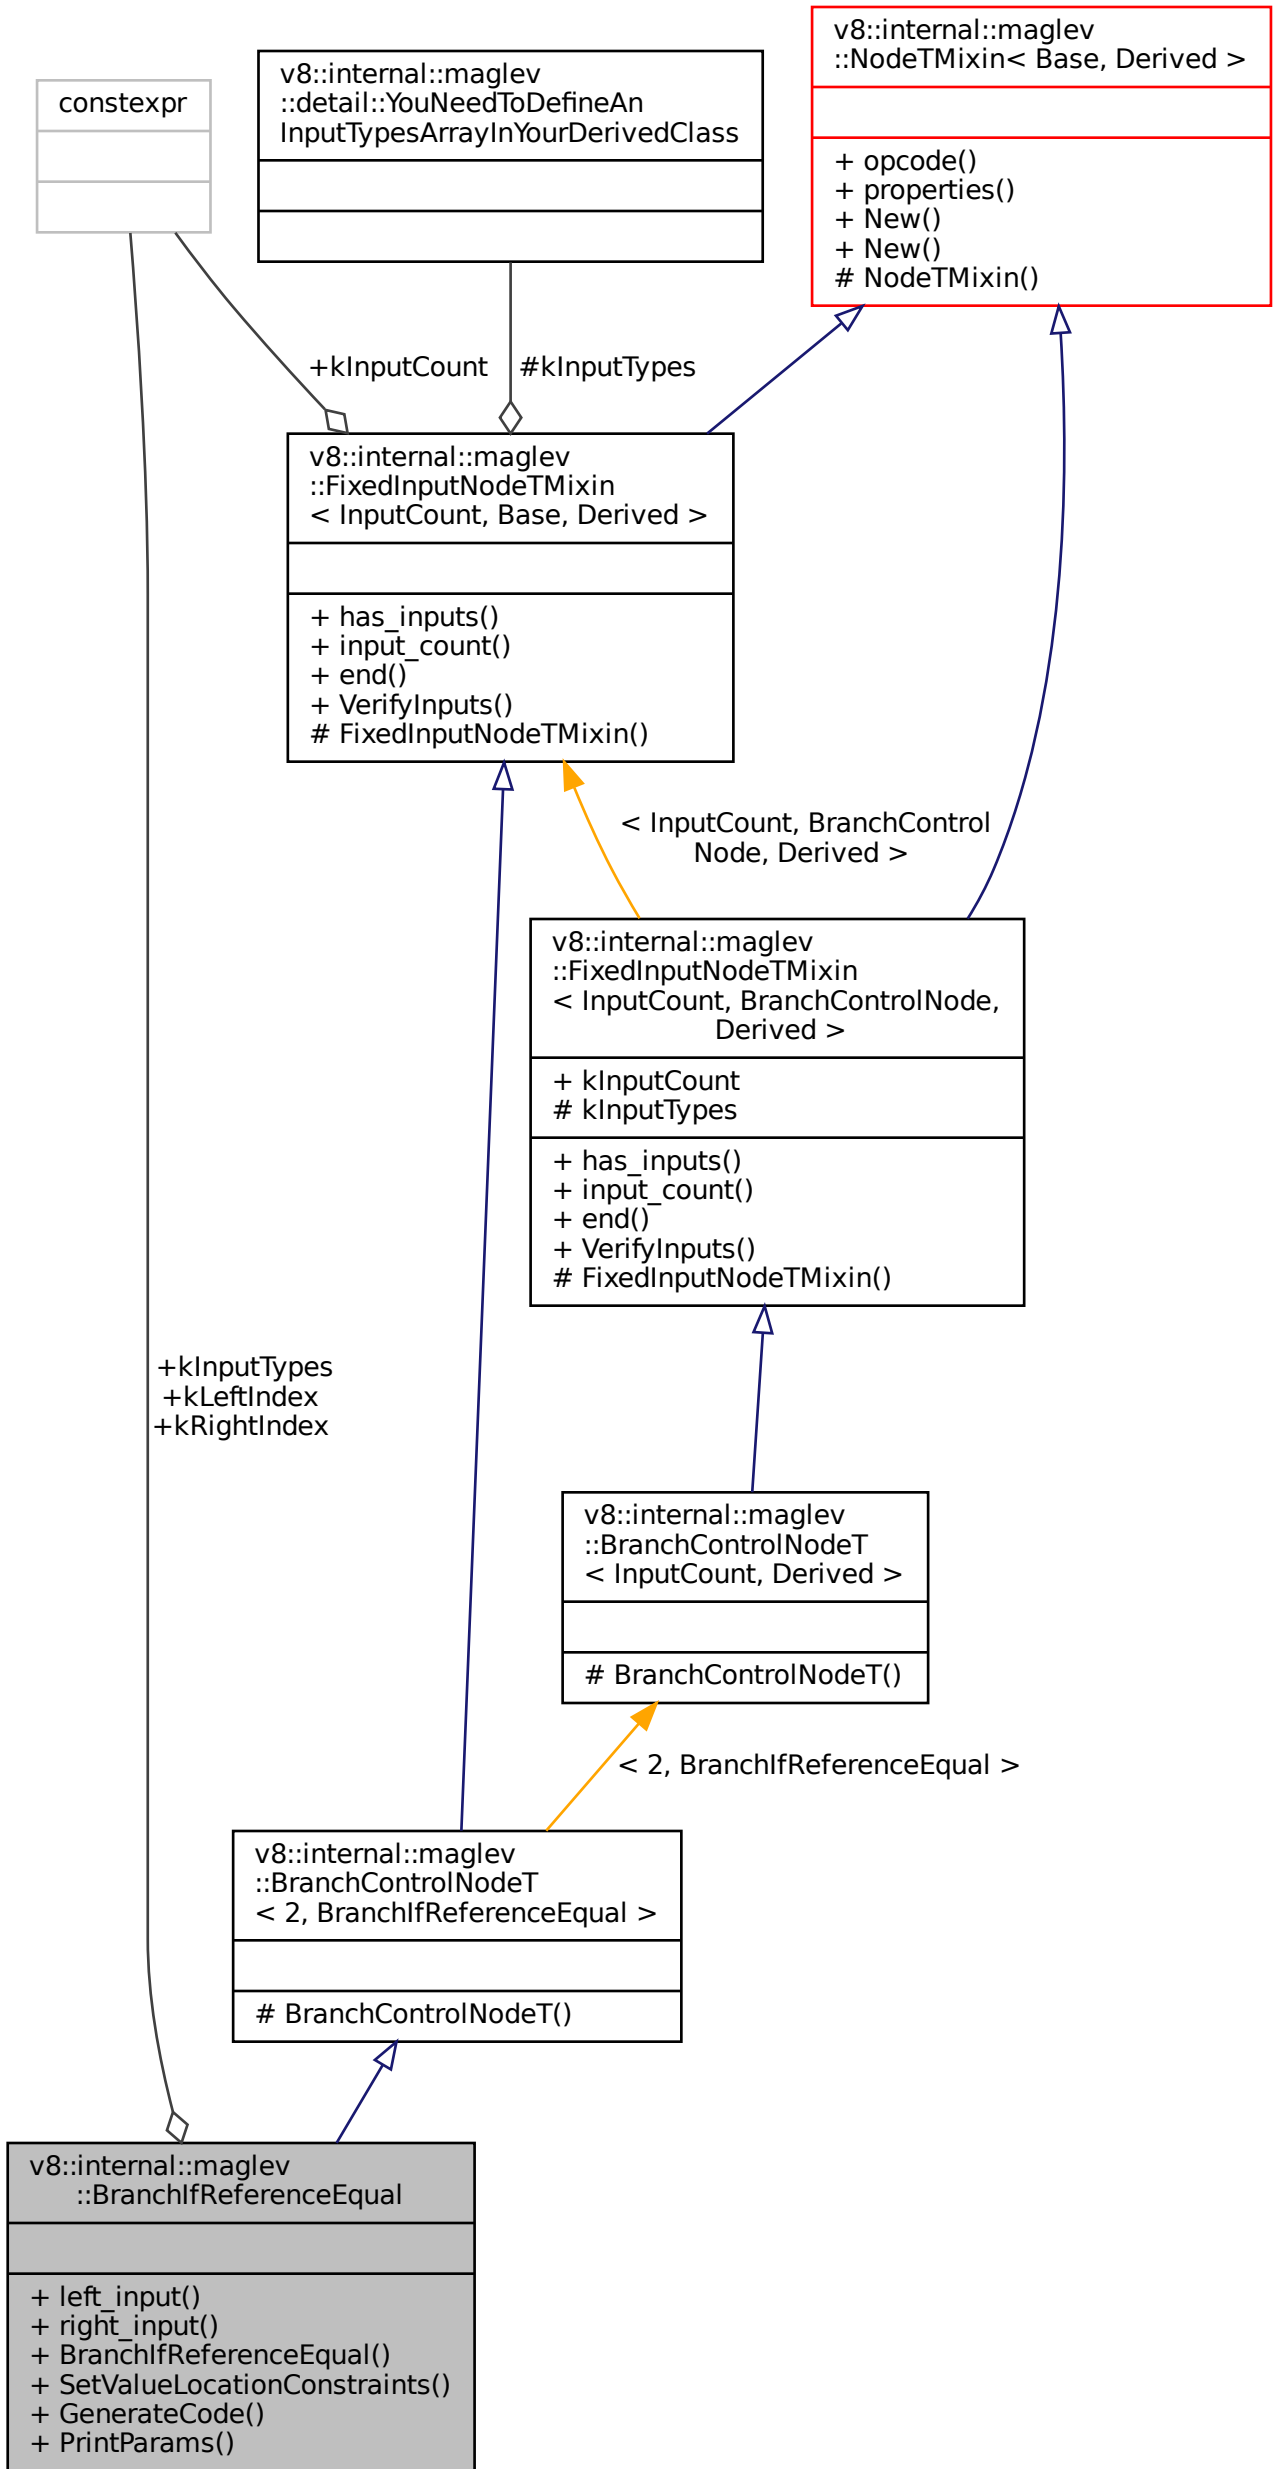 v8::internal::maglev
::NodeTMixin< Base, Derived >
+ opcode()
+ properties()
+ New()
+ New()
# NodeTMixin()
v8::internal::maglev
::detail::YouNeedToDefineAn
InputTypesArrayInYourDerivedClass
constexpr
+kInputCount
#kInputTypes
v8::internal::maglev
::FixedInputNodeTMixin
< InputCount, Base, Derived >
+ has_inputs()
+ input_count()
+ end()
+ VerifyInputs()
# FixedInputNodeTMixin()
< InputCount, BranchControl
Node, Derived >
v8::internal::maglev
::FixedInputNodeTMixin
< InputCount, BranchControlNode,
Derived >
+ kInputCount
# kInputTypes
+ has_inputs()
+ input_count()
+ end()
+ VerifyInputs()
# FixedInputNodeTMixin()
+kInputTypes
+kLeftIndex
+kRightIndex
v8::internal::maglev
::BranchControlNodeT
< InputCount, Derived >
# BranchControlNodeT()
< 2, BranchIfReferenceEqual >
v8::internal::maglev
::BranchControlNodeT
< 2, BranchIfReferenceEqual >
# BranchControlNodeT()
v8::internal::maglev
::BranchIfReferenceEqual
+ left_input()
+ right_input()
+ BranchIfReferenceEqual()
+ SetValueLocationConstraints()
+ GenerateCode()
+ PrintParams()